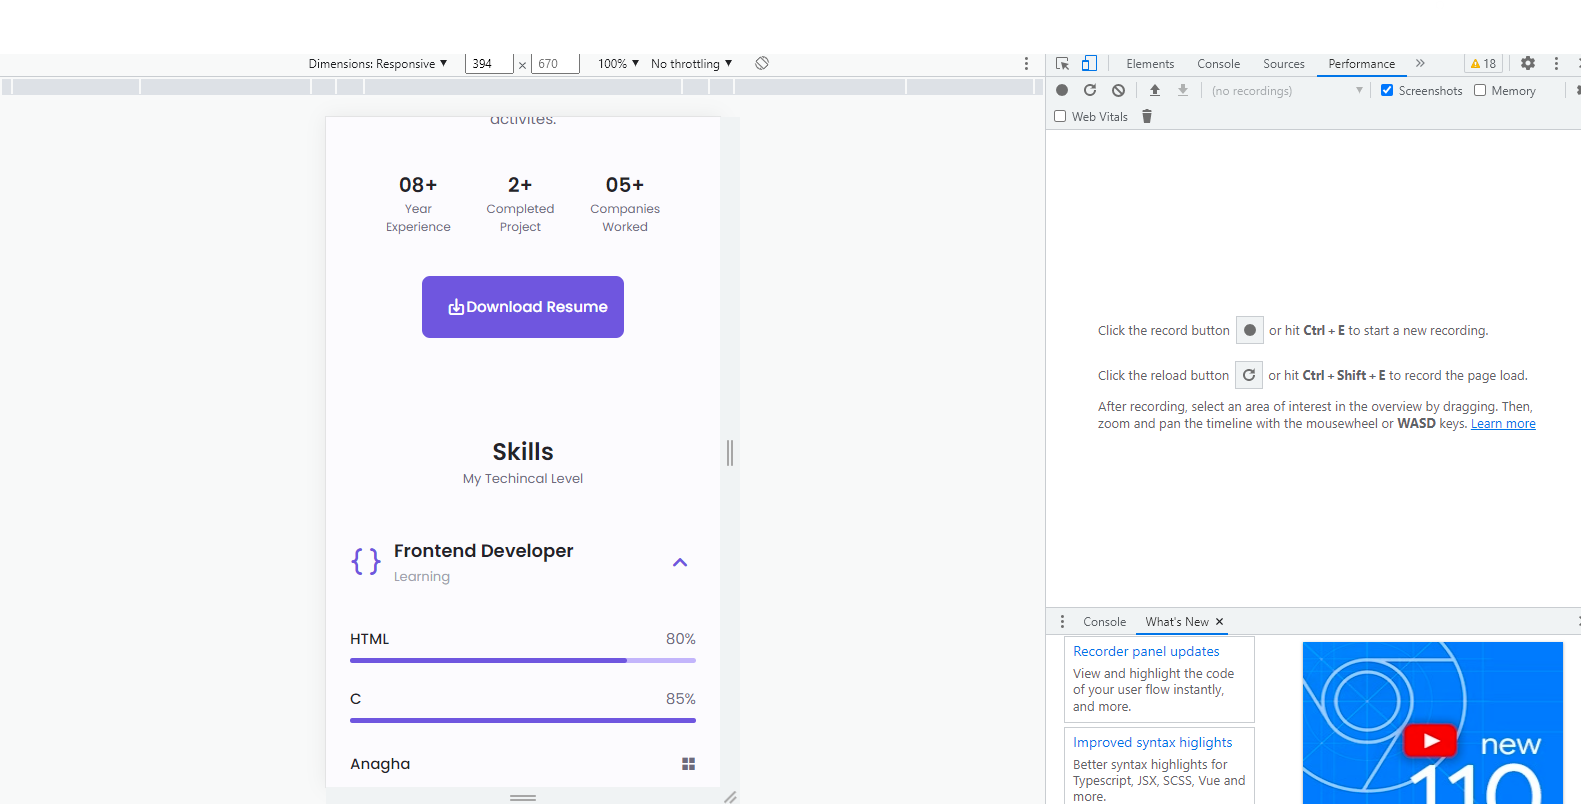 Dimensions: Responsive 394 × 670 100% No throttling
activites.
08+ 2+ 05+
Year Completed Companies
Experience Project Worked
Download Resume
Skills
My Techincal Level
Frontend Developer
Learning
HTML 80%
C 85%
Anagha
Elements Console Sources Performance 18
(no recordings) Screenshots Memory
Web Vitals
Click the record button or hit Ctrl + E to start a new recording.
Click the reload button or hit Ctrl + Shift + E to record the page load.
After recording, select an area of interest in the overview by dragging. Then,
zoom and pan the timeline with the mousewheel or WASD keys. Learn more
Console What's New
Recorder panel updates
View and highlight the code
of your user flow instantly,
and more.
Improved syntax higlights
Better syntax highlights for
Typescript, JSX, SCSS, Vue and
more.
new
110